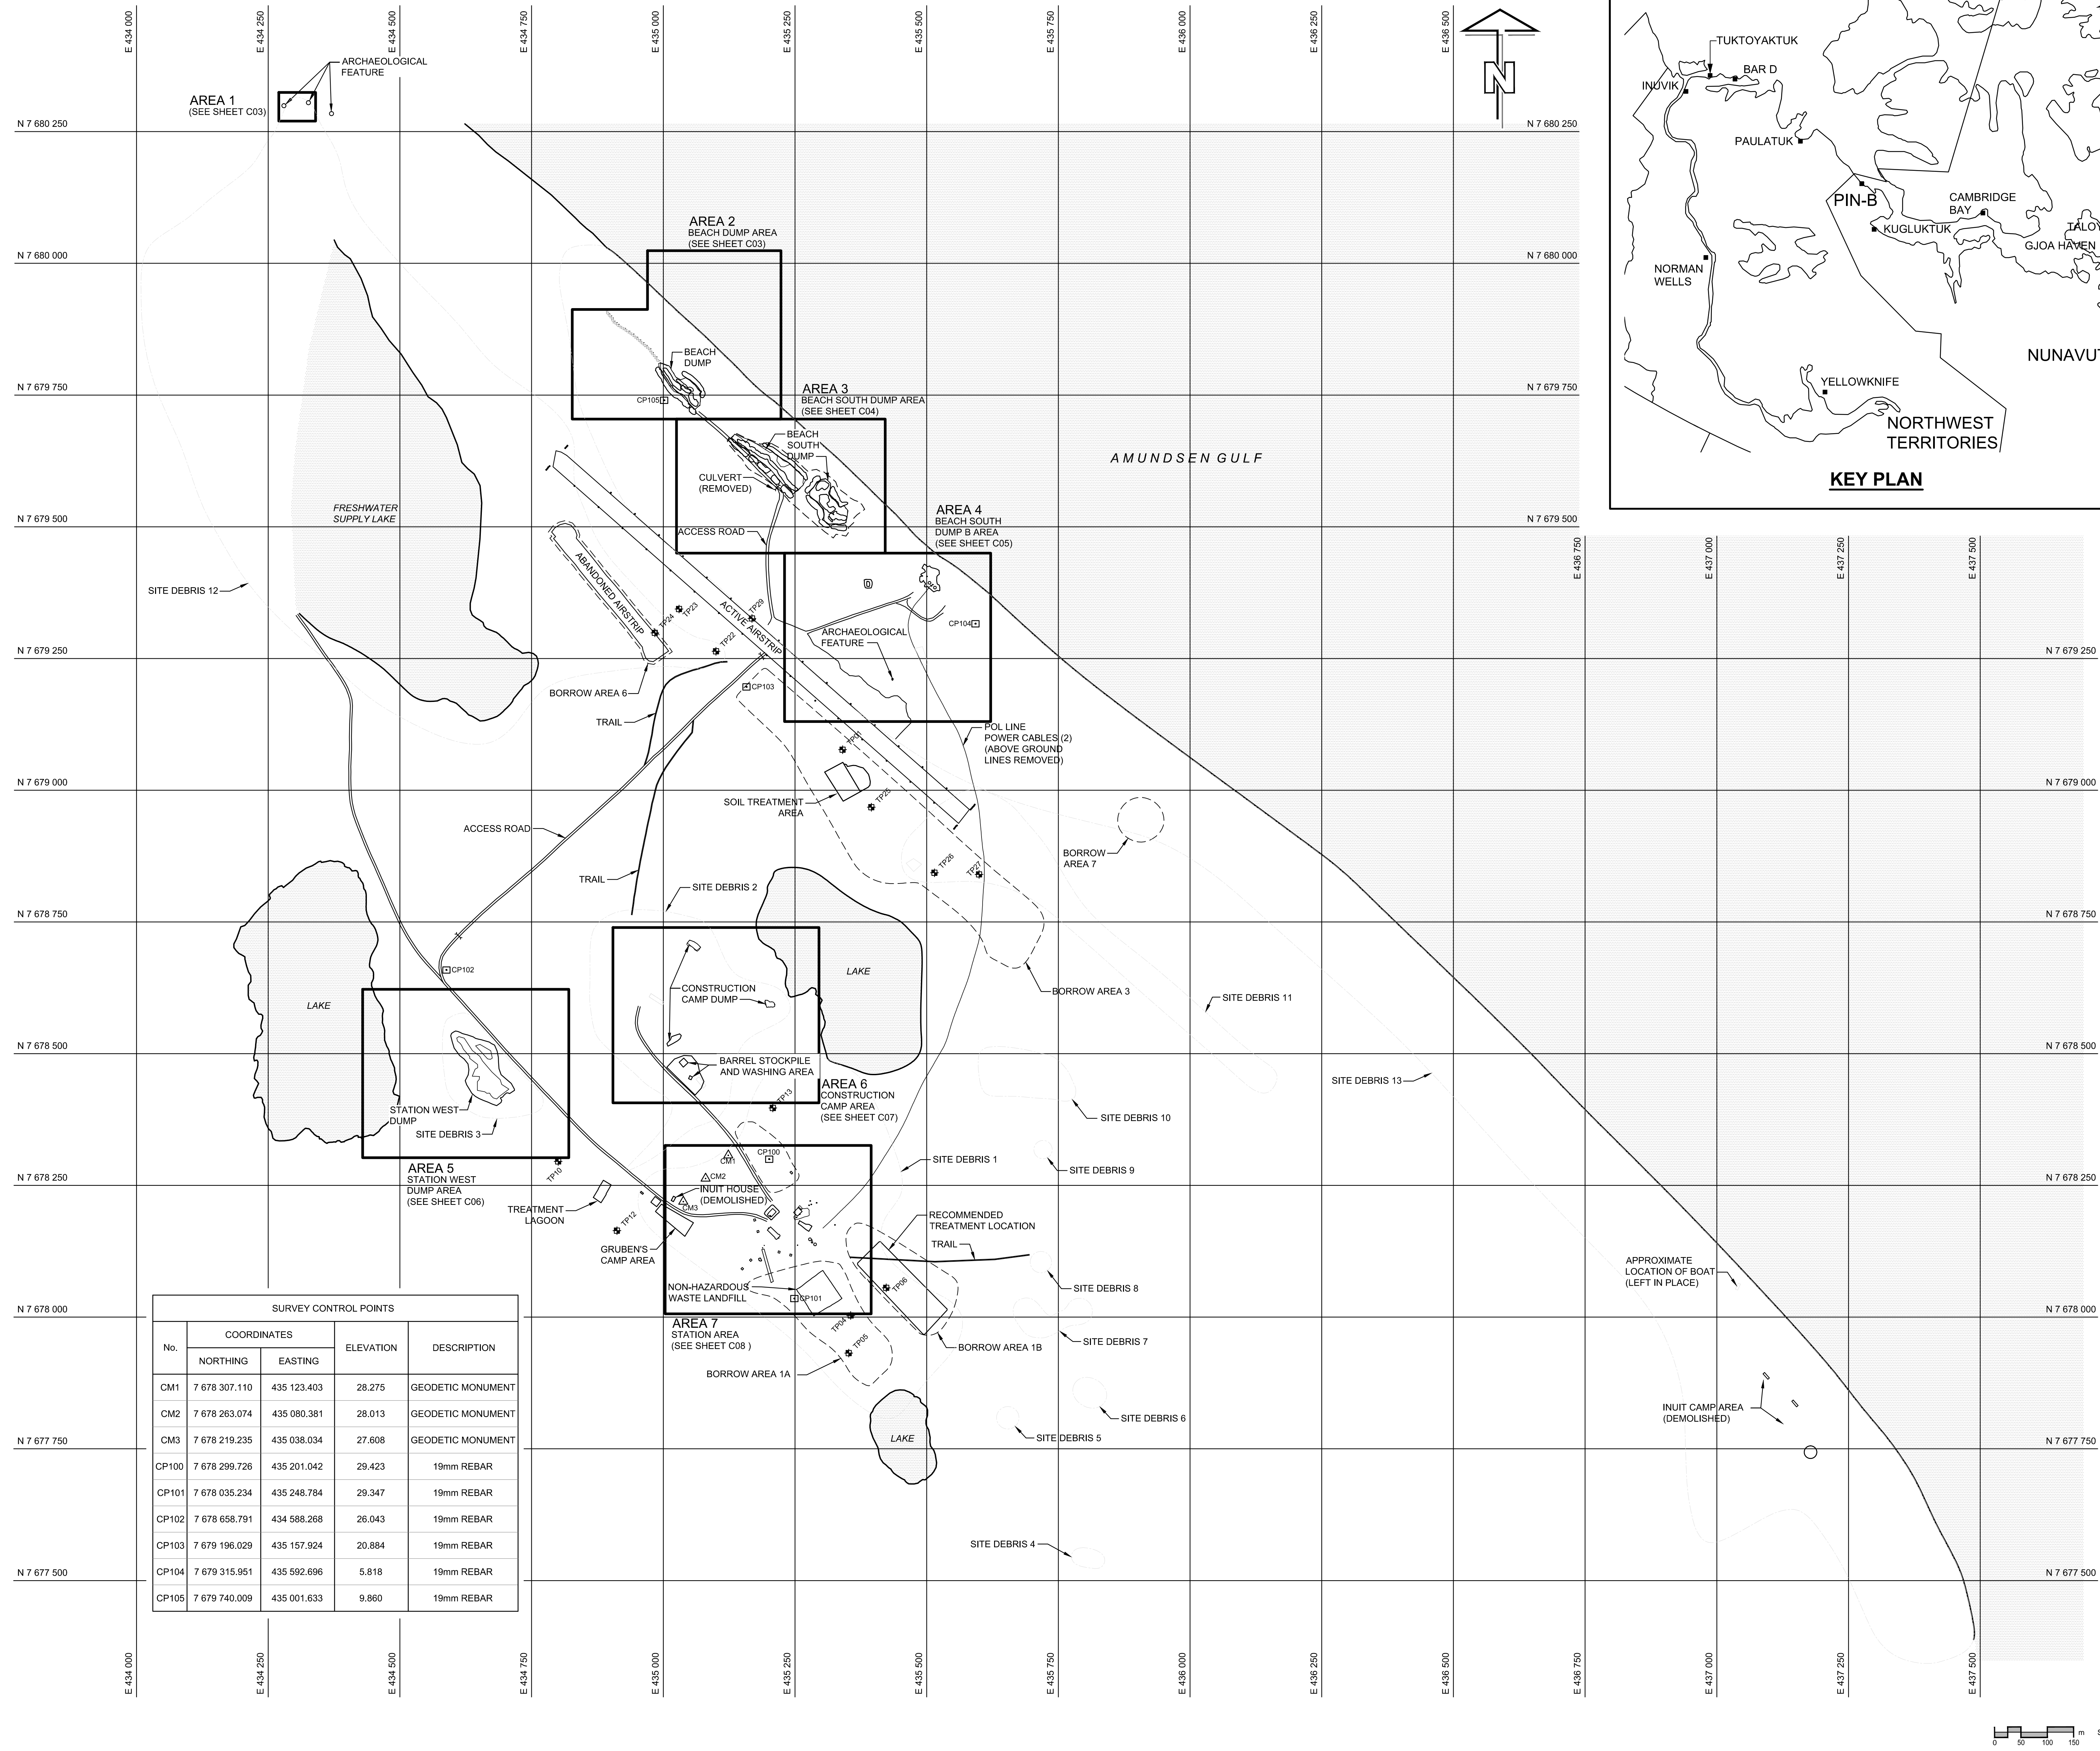 E 434 000
E 434 250
E 434 500
E 434 750
E 435 000
E 435 250
E 435 500
E 435 750
E 436 000
E 436 250
E 436 500
N
ARCHAEOLOGICAL
FEATURE
AREA 1
(SEE SHEET C03)
N 7 680 250
N 7 680 250
TUKTOYAKTUK
BAR D
INUVIK
PAULATUK
PIN-B
CAMBRIDGE
BAY
KUGLUKTUK
TALOY
GJOA HAVEN
NORMAN
WELLS
NUNAVUT
YELLOWKNIFE
NORTHWEST
TERRITORIES
KEY PLAN
AREA 2
BEACH DUMP AREA
(SEE SHEET C03)
N 7 680 000
N 7 680 000
BEACH
DUMP
N 7 679 750
N 7 679 750
CP105
AREA 3
BEACH SOUTH DUMP AREA
(SEE SHEET C04)
BEACH
SOUTH
DUMP
CULVERT
(REMOVED)
AMUNDSEN GULF
FRESHWATER
SUPPLY LAKE
N 7 679 500
N 7 679 500
ACCESS ROAD
AREA 4
BEACH SOUTH
DUMP B AREA
(SEE SHEET C05)
E 436 750
E 437 000
E 437 250
E 437 500
SITE DEBRIS 12
ABANDONED AIRSTRIP
ACTIVE AIRSTRIP
TP24
TP23
TP22
TP29
CP104
ARCHAEOLOGICAL
FEATURE
N 7 679 250
N 7 679 250
BORROW AREA 6
CP103
TRAIL
POL LINE
POWER CABLES (2)
(ABOVE GROUND
LINES REMOVED)
TP01
N 7 679 000
N 7 679 000
SOIL TREATMENT
AREA
TP25
ACCESS ROAD
BORROW
AREA 7
TP26
TP27
TRAIL
SITE DEBRIS 2
N 7 678 750
N 7 678 750
CP102
LAKE
LAKE
CONSTRUCTION
CAMP DUMP
BORROW AREA 3
SITE DEBRIS 11
N 7 678 500
N 7 678 500
BARREL STOCKPILE
AND WASHING AREA
AREA 6
CONSTRUCTION
CAMP AREA
(SEE SHEET C07)
SITE DEBRIS 13
TP13
STATION WEST
DUMP
SITE DEBRIS 3
SITE DEBRIS 10
AREA 5
STATION WEST
DUMP AREA
(SEE SHEET C06)
TP10
CM1
CP100
SITE DEBRIS 1
SITE DEBRIS 9
N 7 678 250
N 7 678 250
CM2
INUIT HOUSE
(DEMOLISHED)
CM3
TREATMENT
LAGOON
TP12
GRUBEN'S
CAMP AREA
RECOMMENDED
TREATMENT LOCATION
TRAIL
APPROXIMATE
LOCATION OF BOAT
(LEFT IN PLACE)
NON-HAZARDOUS
WASTE LANDFILL
CP101
TP06
SITE DEBRIS 8
N 7 678 000
N 7 678 000
TP04
AREA 7
STATION AREA
(SEE SHEET C08 )
TP05
SITE DEBRIS 7
BORROW AREA 1B
BORROW AREA 1A
SITE DEBRIS 6
INUIT CAMP AREA
(DEMOLISHED)
LAKE
SITE DEBRIS 5
N 7 677 750
SITE DEBRIS 4
N 7 677 500
N 7 677 750
N 7 677 500
SURVEY CONTROL POINTS
No. COORDINATES ELEVATION DESCRIPTION
NORTHING EASTING
CM1 7 678 307.110 435 123.403 28.275 GEODETIC MONUMENT
CM2 7 678 263.074 435 080.381 28.013 GEODETIC MONUMENT
CM3 7 678 219.235 435 038.034 27.608 GEODETIC MONUMENT
CP100 7 678 299.726 435 201.042 29.423 19mm REBAR
CP101 7 678 035.234 435 248.784 29.347 19mm REBAR
CP102 7 678 658.791 434 588.268 26.043 19mm REBAR
CP103 7 679 196.029 435 157.924 20.884 19mm REBAR
CP104 7 679 315.951 435 592.696 5.818 19mm REBAR
CP105 7 679 740.009 435 001.633 9.860 19mm REBAR
E 434 000
E 434 250
E 434 500
E 434 750
E 435 000
E 435 250
E 435 500
E 435 750
E 436 000
E 436 250
E 436 500
E 436 750
E 437 000
E 437 250
E 437 500
0 50 100 150 m